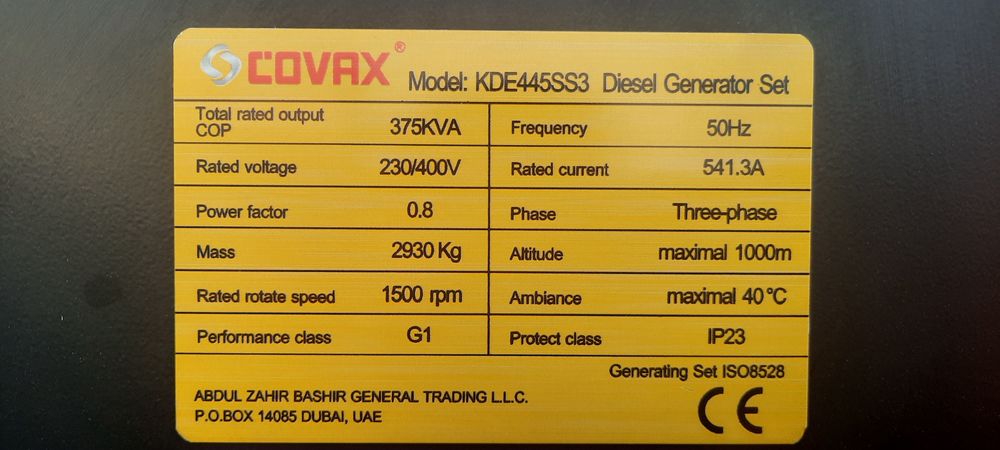 COVAX® Model: KDE445SS3 Diesel Generator Set
Total rated output COP 375KVA Frequency 50Hz
Rated voltage 230/400V Rated current 541.3A
Power factor 0.8 Phase Three-phase
Mass 2930 Kg Altitude maximal 1000m
Rated rotate speed 1500 rpm Ambiance maximal 40°C
Performance class G1 Protect class IP23
Generating Set ISO8528
ABDUL ZAHIR BASHIR GENERAL TRADING L.L.C.
P.O.BOX 14085 DUBAI, UAE
CE